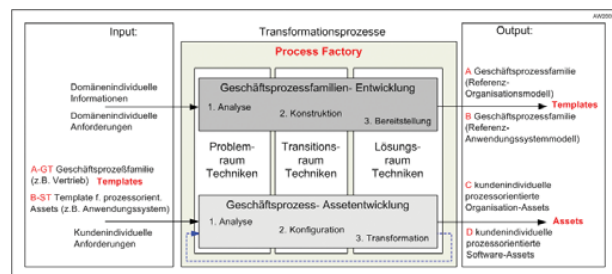 AW2009
Input:
Transformationsprozesse
Output:
Process Factory
Domänenindividuelle
Informationen
Domänenindividuelle
Anforderungen
A-GT Geschäftsprozeßfamilie
(z.B. Vertrieb) Templates
B-ST Template f. prozessorient.
Assets (z.B. Anwendungssystem)
Kundenindividuelle
Anforderungen
Geschäftsprozessfamilien- Entwicklung
1. Analyse
2. Konstruktion
3. Bereitstellung
Problem-
raum
Techniken
Transitions-
raum
Techniken
Lösungs-
raum
Techniken
Geschäftsprozess- Assetentwicklung
1. Analyse
2. Konfiguration
3. Transformation
A Geschäftsprozessfamilie
(Referenz-
Organisationsmodell)
Templates
B Geschäftsprozessfamilie
(Referenz-
Anwendungssystemmodell)
C kundenindividuelle
prozessorientierte
Organisation-Assets
Assets
D kundenindividuelle
prozessorientierte
Software-Assets